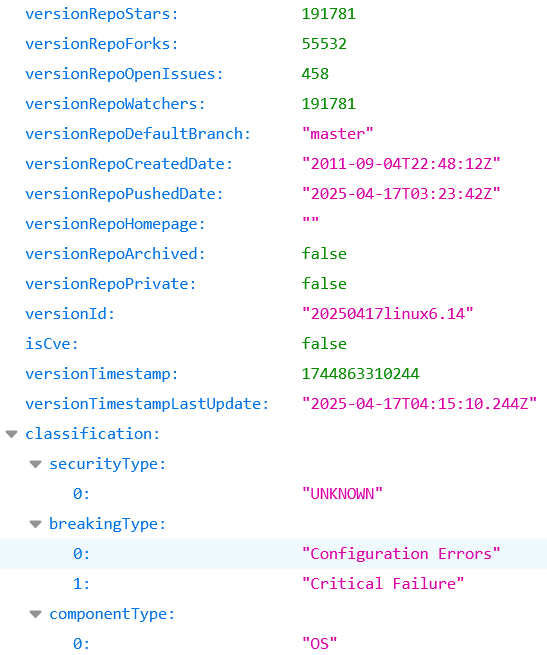 versionRepoStars: 191781
versionRepoForks: 55532
versionRepoOpenIssues: 458
versionRepoWatchers: 191781
versionRepoDefaultBranch: "master"
versionRepoCreatedDate: "2011-09-04T22:48:12Z"
versionRepoPushedDate: "2025-04-17T03:23:42Z"
versionRepoHomepage: ""
versionRepoArchived: false
versionRepoPrivate: false
versionId: "20250417linux6.14"
isCve: false
versionTimestamp: 1744863310244
versionTimestampLastUpdate: "2025-04-17T04:15:10.244Z"
classification:
securityType:
0: "UNKNOWN"
breakingType:
0: "Configuration Errors"
1: "Critical Failure"
componentType:
0: "OS"